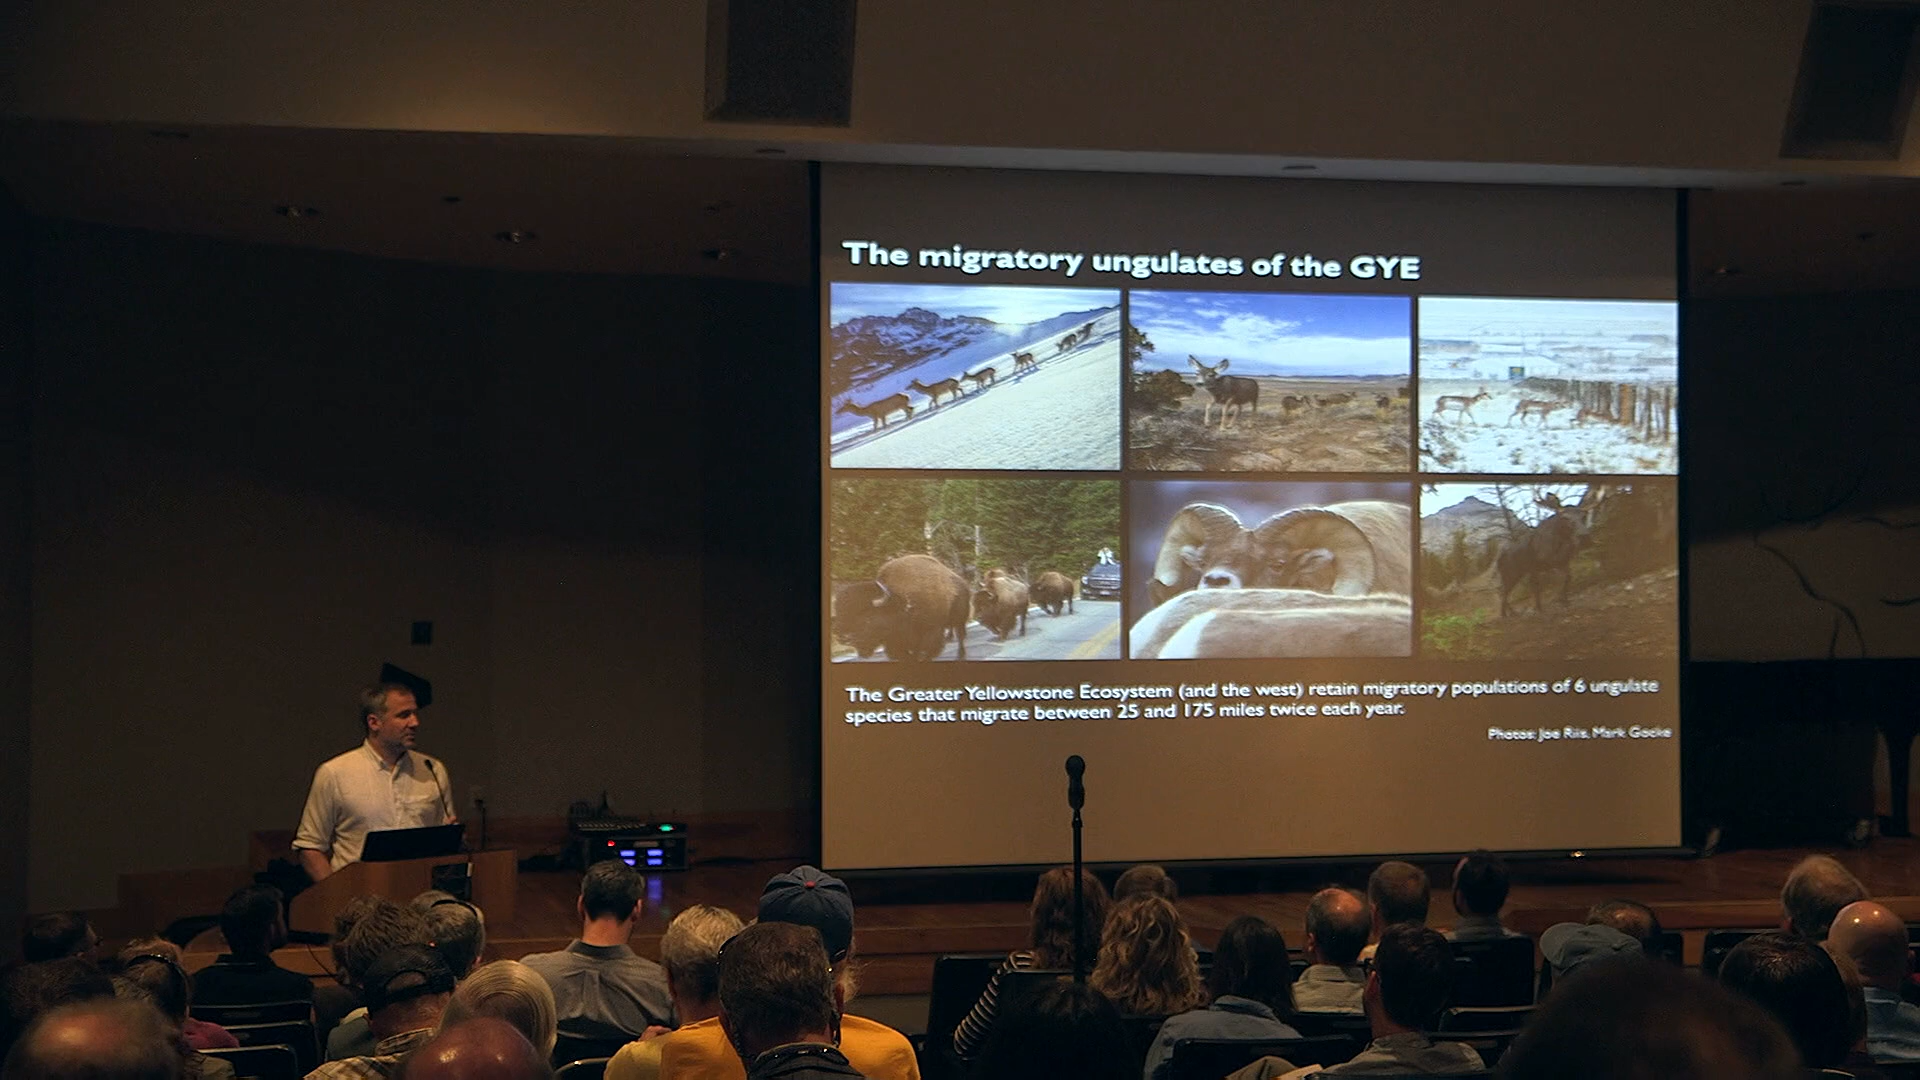 The migratory ungulates of the GYE
The Greater Yellowstone Ecosystem (and the west) retain migratory populations of 6 ungulate
species that migrate between 25 and 175 miles twice each year.
Photos: Joe Riis, Mark Gocke